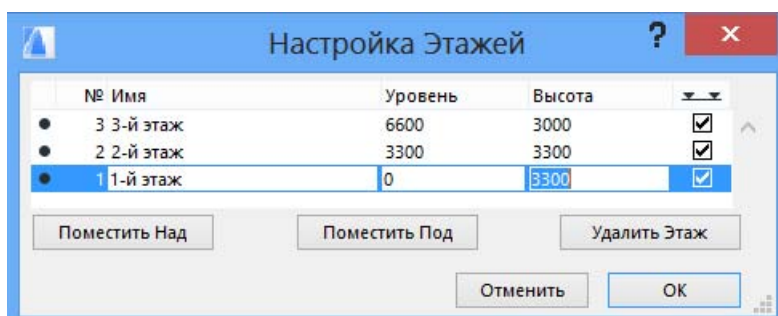 Настройка Этажей ?
№ Имя Уровень Высота
3 3-й этаж 6600 3000
2 2-й этаж 3300 3300
1 1-й этаж 0 3300
Поместить Над Поместить Под Удалить Этаж
Отменить OK